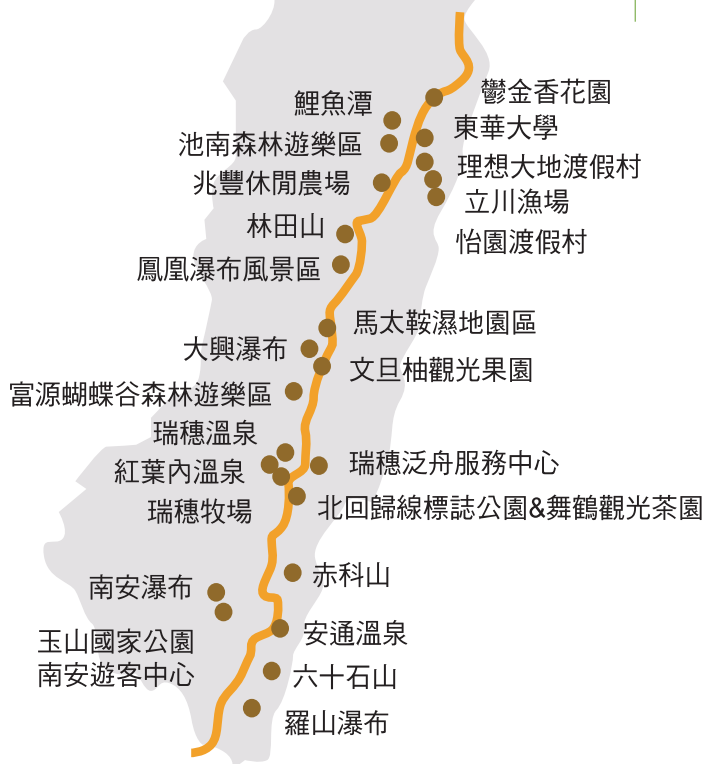 鬱金香花園
鯉魚潭
東華大學
池南森林遊樂區
理想大地渡假村
兆豐休閒農場
立川漁場
林田山
怡園渡假村
鳳凰瀑布風景區
馬太鞍濕地園區
大興瀑布
文旦柚觀光果園
富源蝴蝶谷森林遊樂區
瑞穗溫泉
瑞穗泛舟服務中心
紅葉內溫泉
北回歸線標誌公園&舞鶴觀光茶園
瑞穗牧場
赤科山
南安瀑布
安通溫泉
玉山國家公園
南安遊客中心
六十石山
羅山瀑布